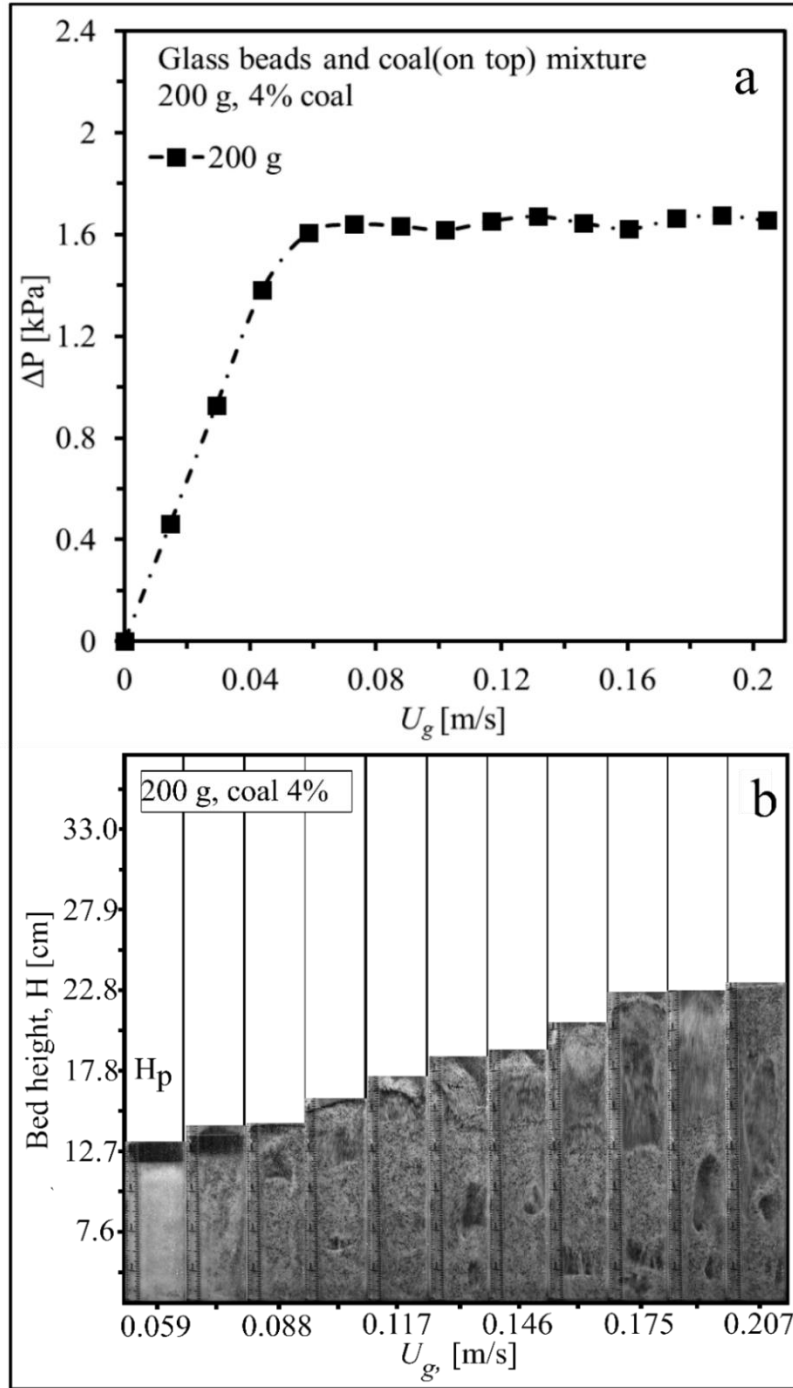 2.4
Glass beads and coal(on top) mixture
a
200 g, 4% coal
2
200 g
1.6
ΔP [kPa]
1.2
0.8
0.4
0
0 0.04 0.08 0.12 0.16 0.2
U_g [m/s]
200 g, coal 4%
b
33.0
27.9
Bed height, H [cm]
22.8
17.8
H_p
12.7
7.6
0.059 0.088 0.117 0.146 0.175 0.207
U_g, [m/s]